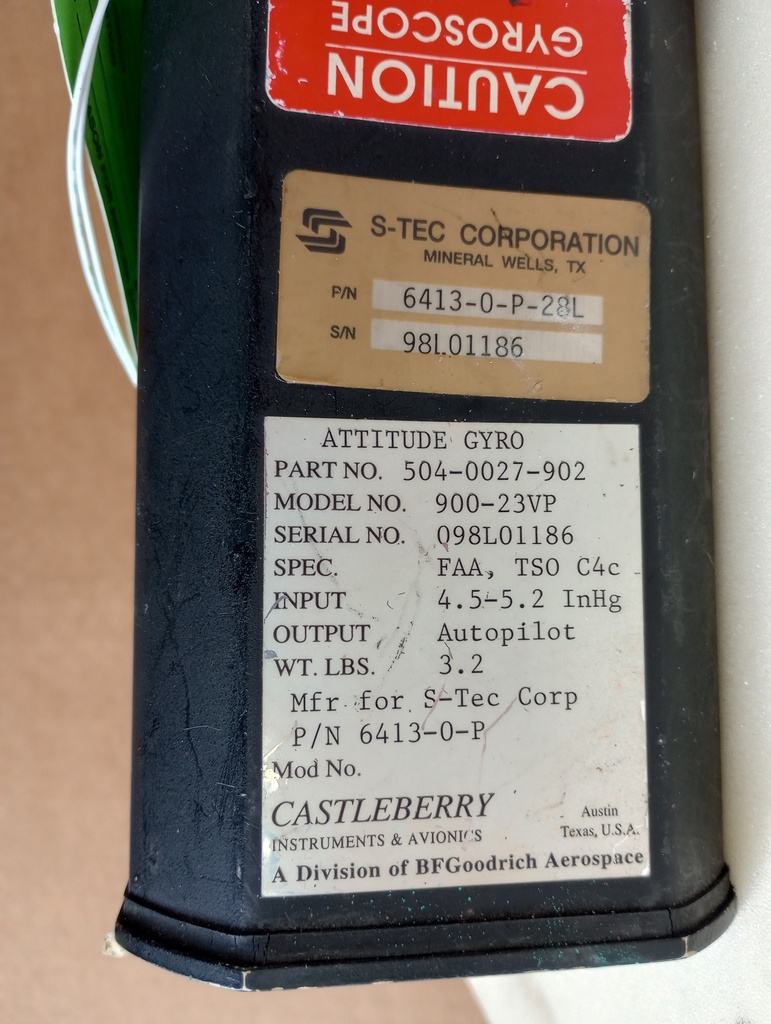 CAUTION
GYROSCOPE
S-TEC CORPORATION
MINERAL WELLS, TX
P/N 6413-0-P-28L
S/N 98L01186
ATTITUDE GYRO
PART NO. 504-0027-902
MODEL NO. 900-23VP
SERIAL NO. 098L01186
SPEC. FAA, TSO C4c
INPUT 4.5-5.2 InHg
OUTPUT Autopilot
WT. LBS. 3.2
Mfr for S-Tec Corp
P/N 6413-0-P
Mod No.
CASTLEBERRY
INSTRUMENTS & AVIONICS
Austin
Texas, U.S.A.
A Division of BFGoodrich Aerospace